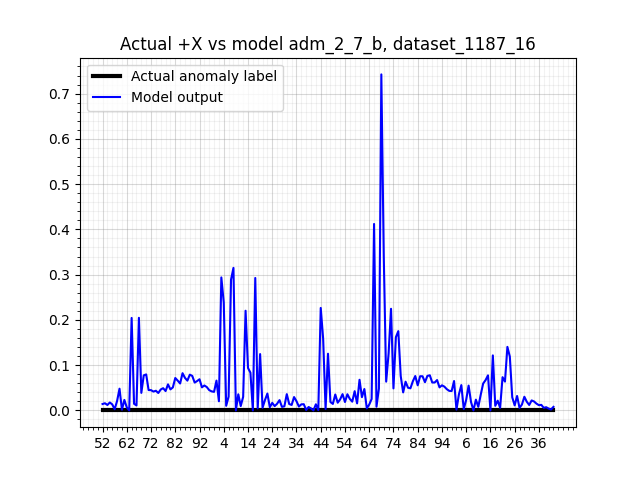 Actual +X vs model adm_2_7_b, dataset_1187_16
Actual anomaly label
Model output
0.7
0.6
0.5
0.4
0.3
0.2
0.1
0.0
52 62 72 82 92 4 14 24 34 44 54 64 74 84 94 6 16 26 36